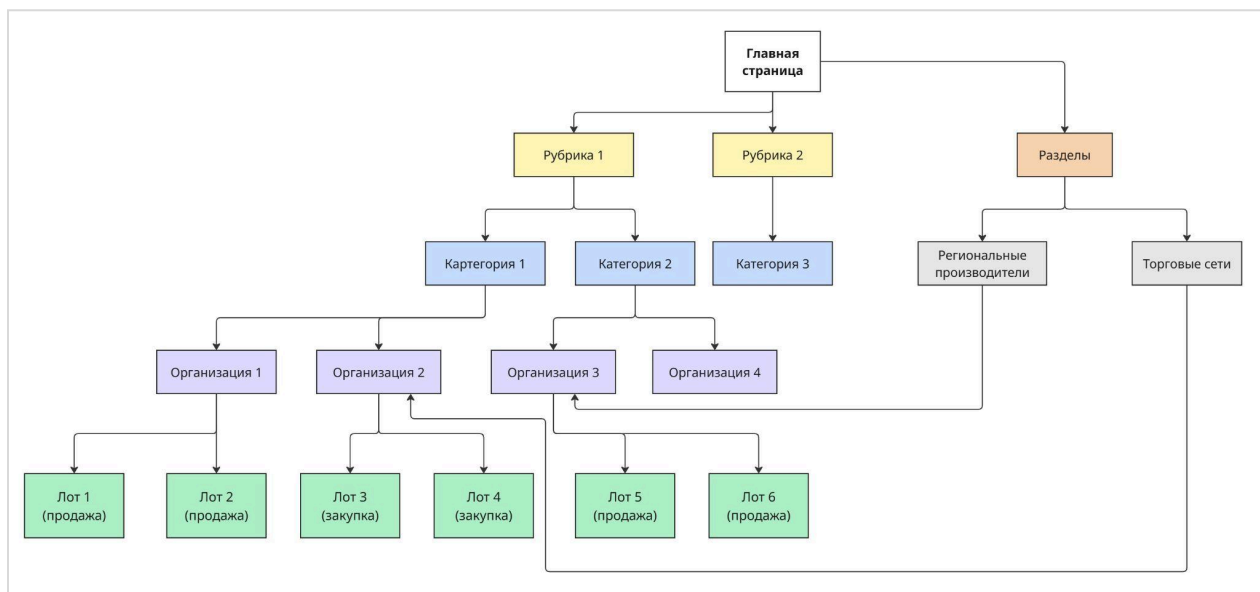 Главная
страница
Рубрика 1
Рубрика 2
Разделы
Картегория 1
Категория 2
Категория 3
Региональные
производители
Торговые сети
Организация 1
Организация 2
Организация 3
Организация 4
Лот 1
(продажа)
Лот 2
(продажа)
Лот 3
(закупка)
Лот 4
(закупка)
Лот 5
(продажа)
Лот 6
(продажа)